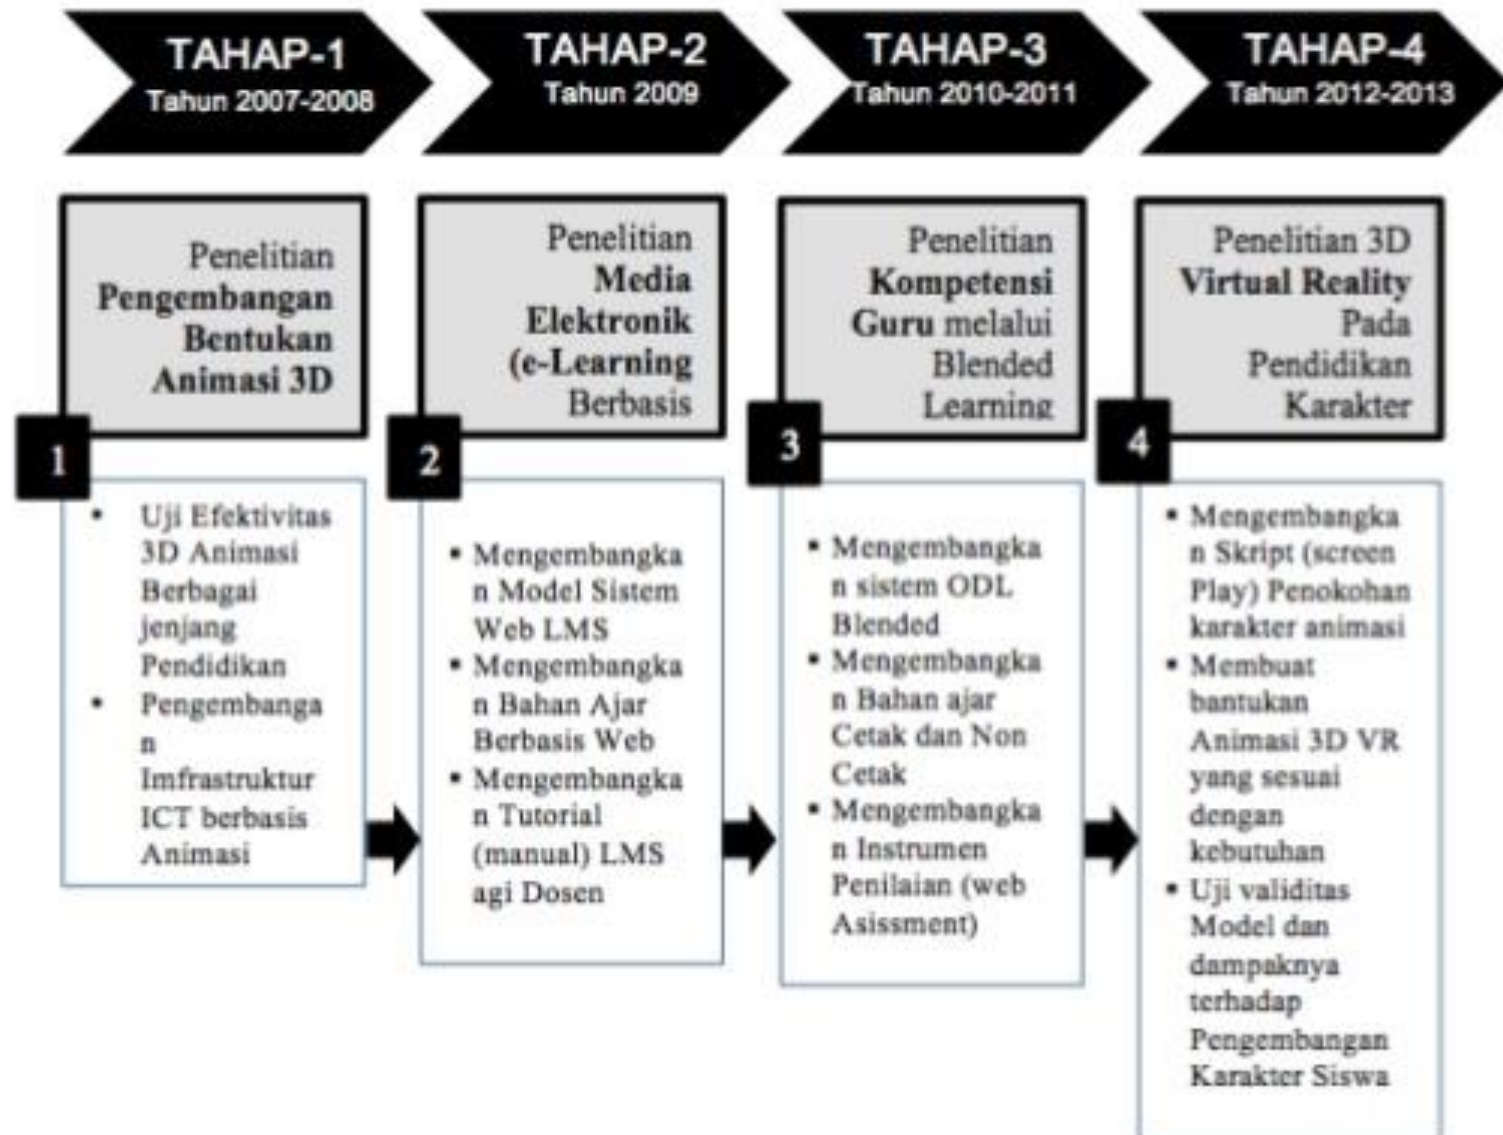 TAHAP-1
Tahun 2007-2008
TAHAP-2
Tahun 2009
TAHAP-3
Tahun 2010-2011
TAHAP-4
Tahun 2012-2013
Penelitian
Pengembangan
Bentukan
Animasi 3D
1
• Uji Efektivitas
3D Animasi
Berbagai
jenjang
Pendidikan
• Pengembanga
n
Imfrastruktur
ICT berbasis
Animasi
Penelitian
Media
Elektronik
(e-Learning
Berbasis
2
▪ Mengembangka
n Model Sistem
Web LMS
▪ Mengembangka
n Bahan Ajar
Berbasis Web
▪ Mengembangka
n Tutorial
(manual) LMS
agi Dosen
Penelitian
Kompetensi
Guru melalui
Blended
Learning
3
▪ Mengembangka
n sistem ODL
Blended
▪ Mengembangka
n Bahan ajar
Cetak dan Non
Cetak
▪ Mengembangka
n Instrumen
Penilaian (web
Asissment)
Penelitian 3D
Virtual Reality
Pada
Pendidikan
Karakter
4
▪ Mengembangka
n Skript (screen
Play) Penokohan
karakter animasi
▪ Membuat
bantukan
Animasi 3D VR
yang sesuai
dengan
kebutuhan
▪ Uji validitas
Model dan
dampaknya
terhadap
Pengembangan
Karakter Siswa